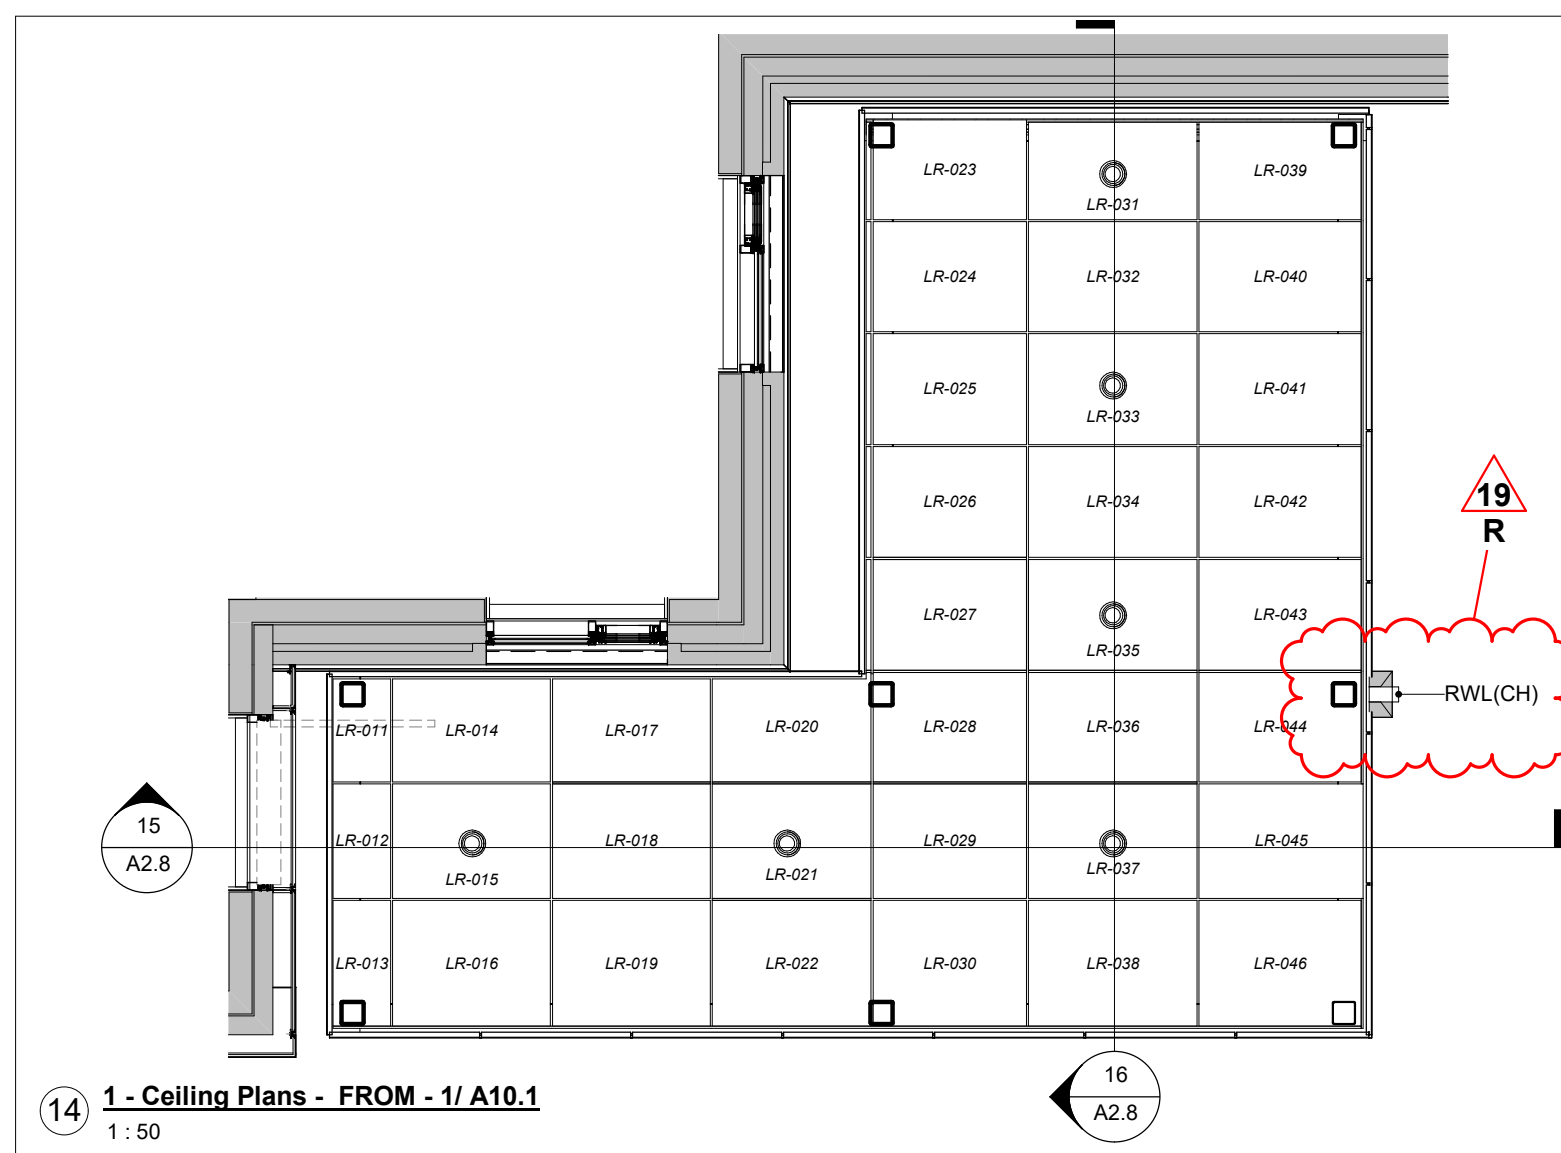 LR-023
LR-031
LR-039
LR-024
LR-032
LR-040
LR-025
LR-033
LR-041
19
R
LR-026
LR-034
LR-042
LR-027
LR-035
LR-043
RWL(CH)
LR-011
LR-014
LR-017
LR-020
LR-028
LR-036
LR-044
15
A2.8
LR-012
LR-015
LR-018
LR-021
LR-029
LR-037
LR-045
LR-013
LR-016
LR-019
LR-022
LR-030
LR-038
LR-046
14
1 - Ceiling Plans - FROM - 1/ A10.1
1 : 50
16
A2.8